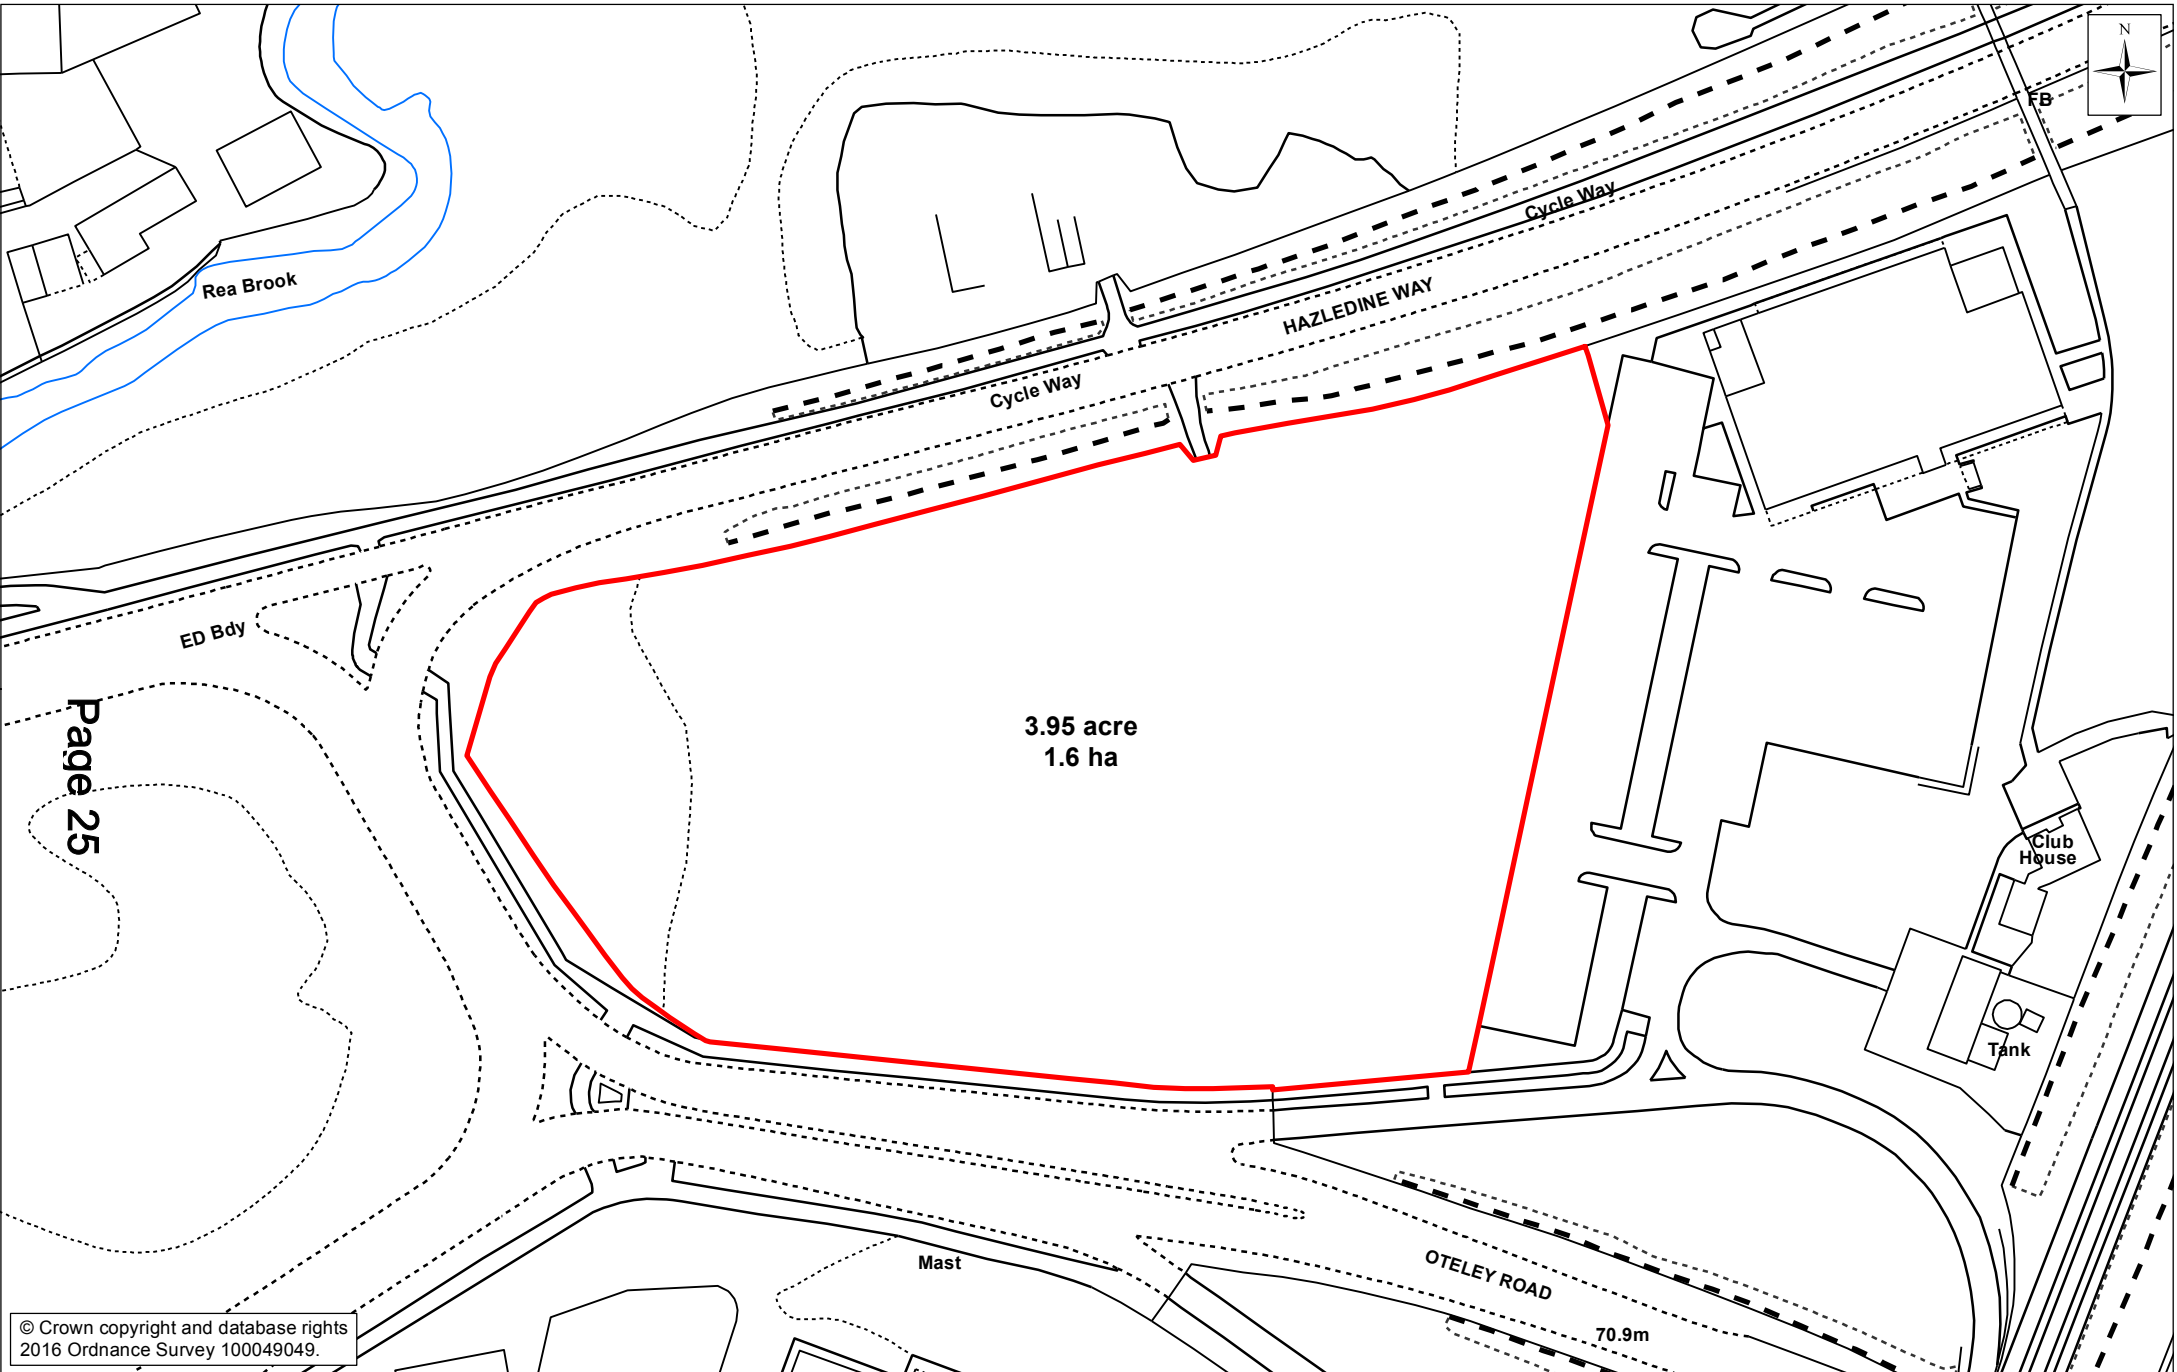 N
FB
Cycle Way
Rea Brook
HAZLEDINE WAY
Cycle Way
ED Bdy
Page 25
3.95 acre
1.6 ha
Club
House
Tank
Mast
OTELEY ROAD
70.9m
© Crown copyright and database rights
2016 Ordnance Survey 100049049.